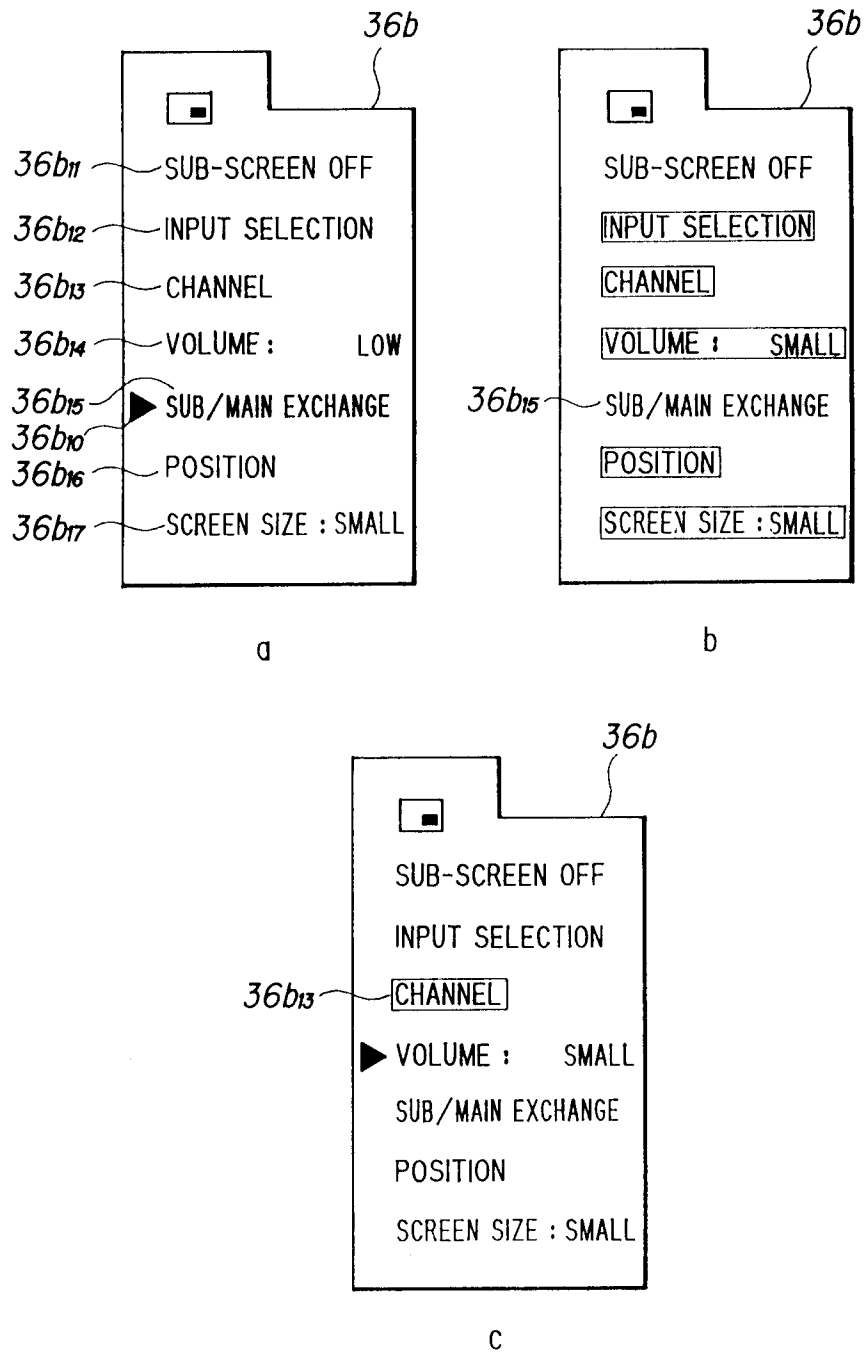 36b
36b11 SUB-SCREEN OFF
36b12 INPUT SELECTION
36b13 CHANNEL
36b14 VOLUME : LOW
36b15 SUB/MAIN EXCHANGE
36b10
36b16 POSITION
36b17 SCREEN SIZE : SMALL
a
36b
SUB-SCREEN OFF
INPUT SELECTION
CHANNEL
VOLUME : SMALL
36b15 SUB/MAIN EXCHANGE
POSITION
SCREEN SIZE : SMALL
b
36b
SUB-SCREEN OFF
INPUT SELECTION
36b13 CHANNEL
VOLUME : SMALL
SUB/MAIN EXCHANGE
POSITION
SCREEN SIZE : SMALL
c